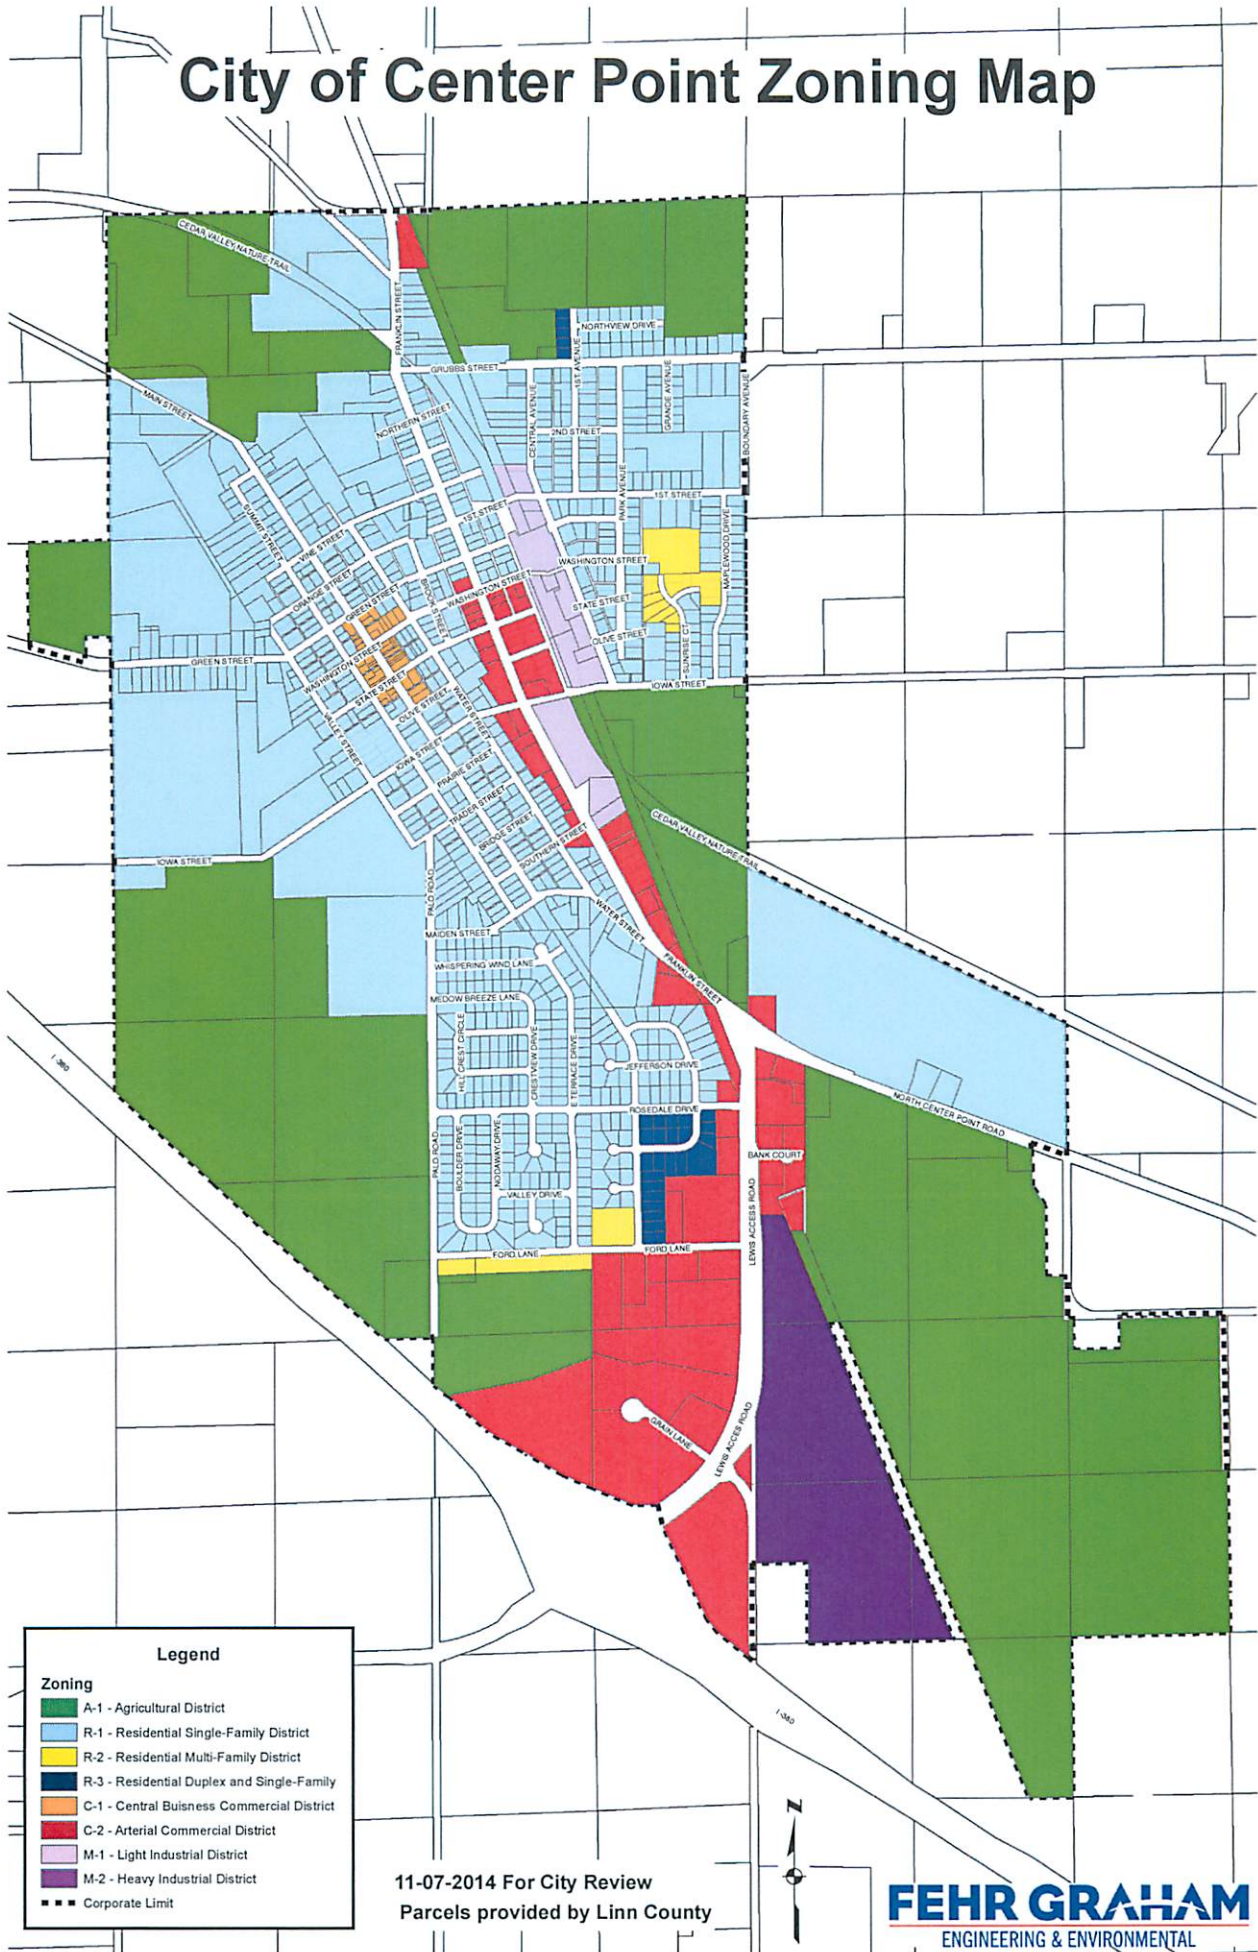 City of Center Point Zoning Map
CEDAR VALLEY NATURE TRAIL
FRANKLIN STREET
NORTHVIEW DRIVE
1ST AVENUE
GRUBBS STREET
MAIN STREET
CENTRAL AVENUE
GRANDE AVENUE
BOUNDARY AVENUE
NORTHERN STREET
2ND STREET
PARK AVENUE
SUMMIT STREET
1ST STREET
1ST STREET
MAPLEWOOD DRIVE
VINE STREET
WASHINGTON STREET
ORANGE STREET
GREEN STREET
BROOK STREET
WASHINGTON STREET
STATE STREET
OLIVE STREET
SUNRISE CT
GREEN STREET
WASHINGTON STREET
STATE STREET
OLIVE STREET
WATER STREET
IOWA STREET
VALLEY STREET
IOWA STREET
PRAIRIE STREET
TRADER STREET
BRIDGE STREET
SOUTHERN STREET
CEDAR VALLEY NATURE TRAIL
IOWA STREET
PALO ROAD
WATER STREET
MAIDEN STREET
WHISPERING WIND LANE
FRANKLIN STREET
MEDOW BREEZE LANE
HILL CREST CIRCLE
CRESTVIEW DRIVE
E TERRACE DRIVE
JEFFERSON DRIVE
I -380
NORTH CENTER POINT ROAD
ROSEDALE DRIVE
PALO ROAD
BOULDER DRIVE
NODAWAY DRIVE
BANK COURT
VALLEY DRIVE
LEWIS ACCESS ROAD
FORD LANE
FORD LANE
GRAIN LANE
LEWIS ACCES ROAD
I -380
Legend
Zoning
A-1 - Agricultural District
R-1 - Residential Single-Family District
R-2 - Residential Multi-Family District
R-3 - Residential Duplex and Single-Family
C-1 - Central Buisness Commercial District
C-2 - Arterial Commercial District
M-1 - Light Industrial District
M-2 - Heavy Industrial District
Corporate Limit
N
11-07-2014 For City Review
Parcels provided by Linn County
FEHR GRAHAM
ENGINEERING & ENVIRONMENTAL